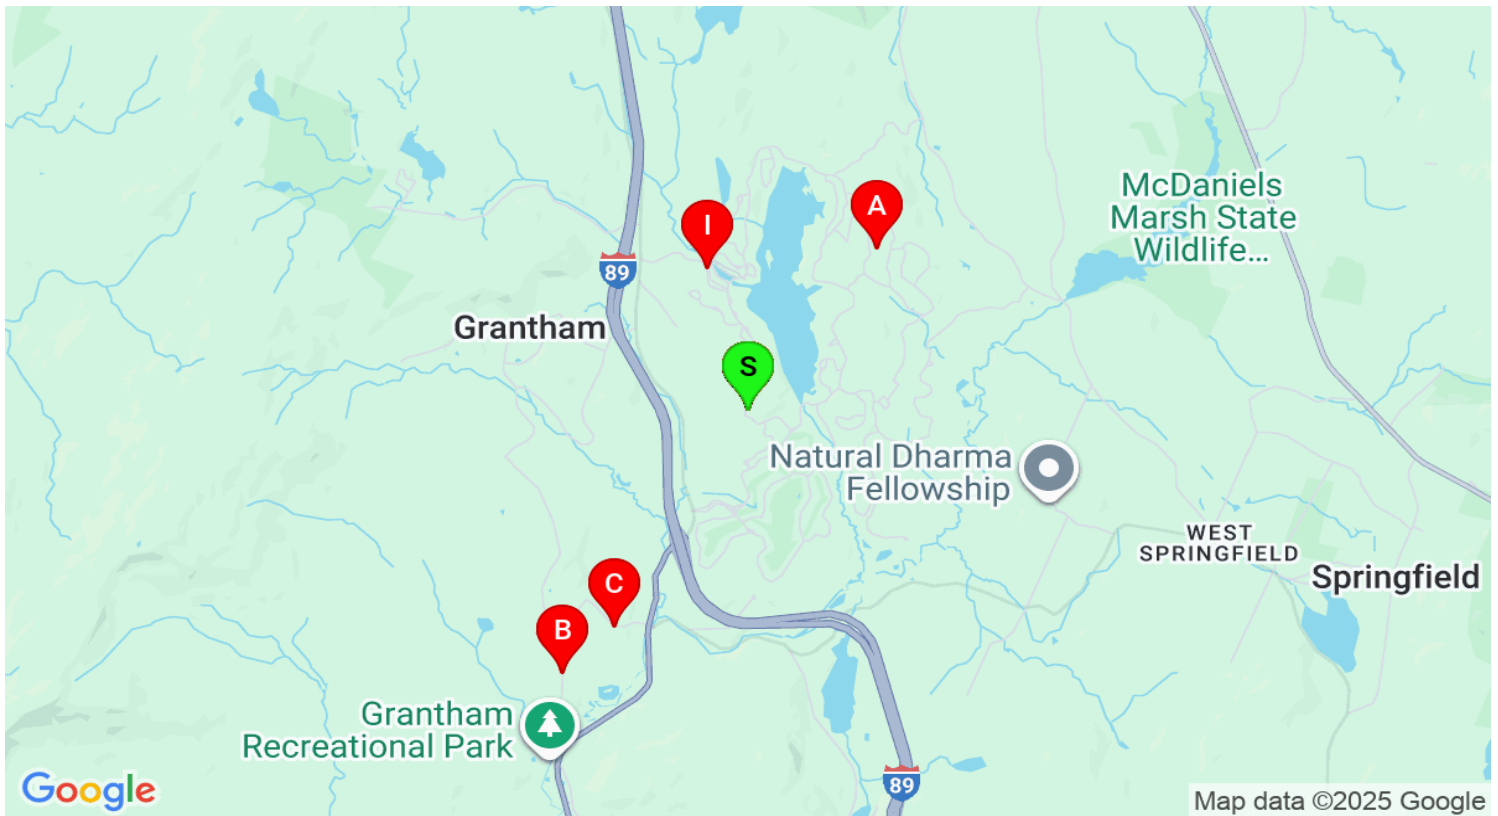 McDaniels
Marsh State
Wildlife...
A
I
89
Grantham
S
Natural Dharma
Fellowship
WEST
SPRINGFIELD
Springfield
C
B
Grantham
Recreational Park
89
Google
Map data ©2025 Google